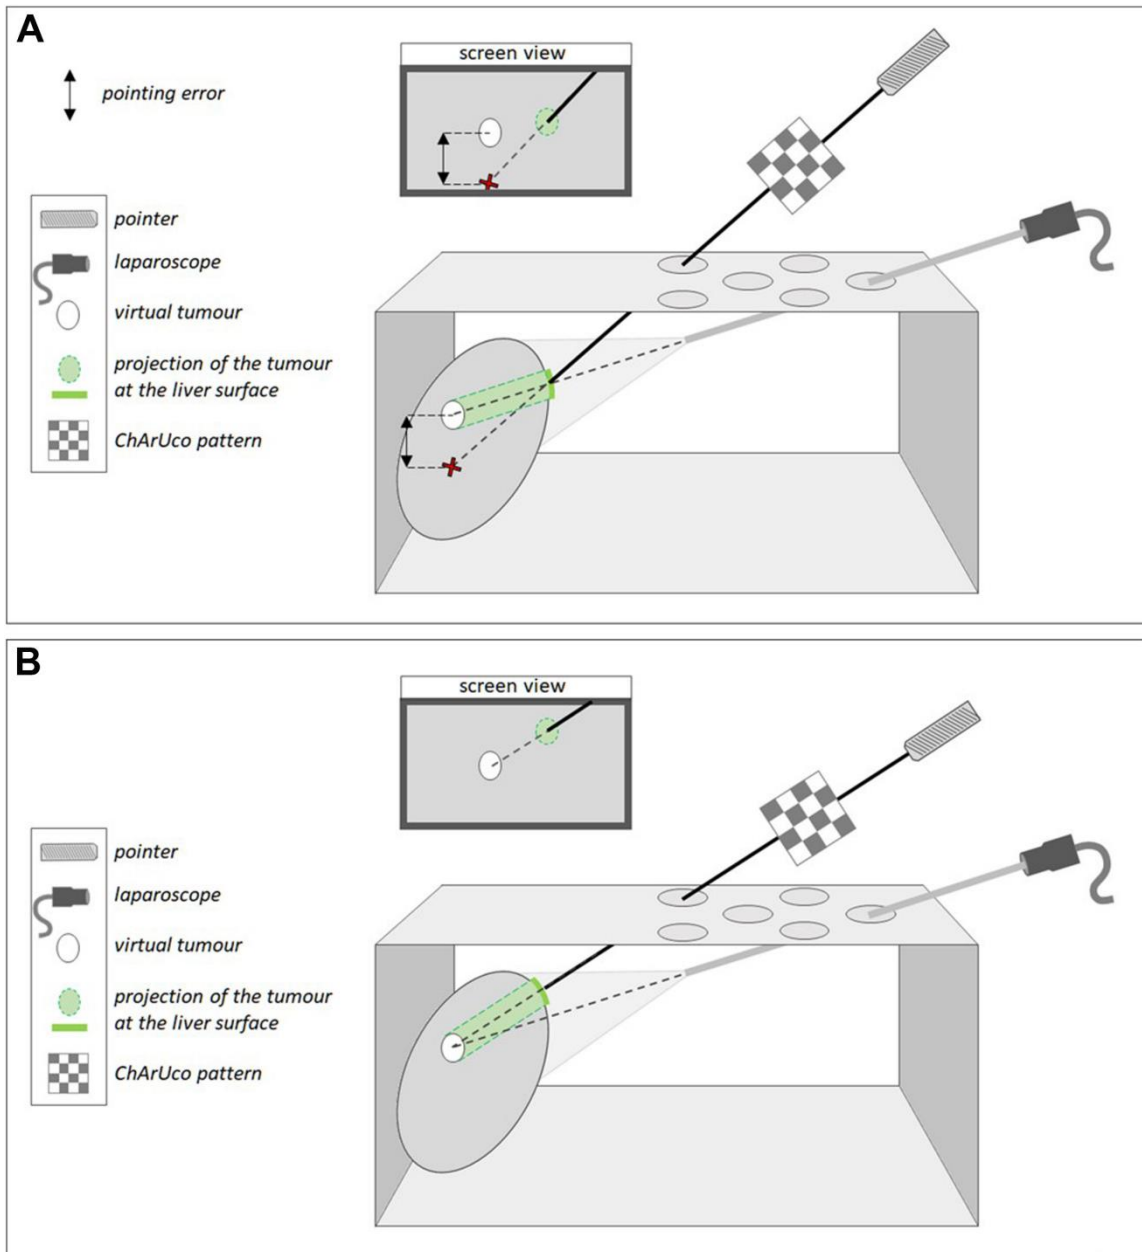 A
screen view
pointing error
pointer
laparoscope
virtual tumour
projection of the tumour
at the liver surface
ChArUco pattern
B
screen view
pointer
laparoscope
virtual tumour
projection of the tumour
at the liver surface
ChArUco pattern